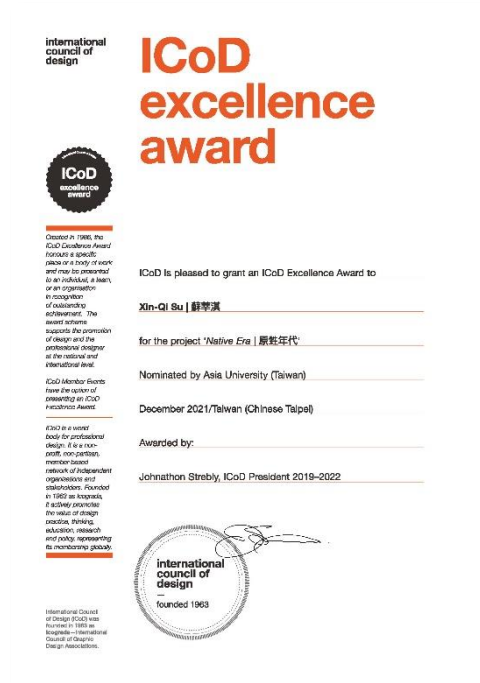 international
council of
design
ICoD
excellence
award
ICoD
excellence
award
Created in 1986, the
ICoD Excellence Award
honours a specific
piece or a body of work
and may be presented
to an individual, a team,
or an organisation
in recognition
of outstanding
achievement. The
award scheme
supports the promotion
of design and the
professional designer
at the national and
international level.
ICoD Member Events
have the option of
presenting an ICoD
Excellence Award.
ICoD is a world
body for professional
design. It is a non-
profit, non-partisan,
member-based
network of independent
organisations and
stakeholders. Founded
in 1963 as Icograda,
it actively promotes
the value of design
practice, thinking,
education, research
and policy, representing
its membership globally.
International Council
of Design (ICoD) was
founded in 1963 as
Icograda—International
Council of Graphic
Design Associations.
ICoD is pleased to grant an ICoD Excellence Award to
Xin-Qi Su | 蘇莘淇
for the project 'Native Era | 原甡年代'
Nominated by Asia University (Taiwan)
December 2021/Taiwan (Chinese Taipei)
Awarded by:
Johnathon Strebly, ICoD President 2019–2022
international
council of
design
—
founded 1963